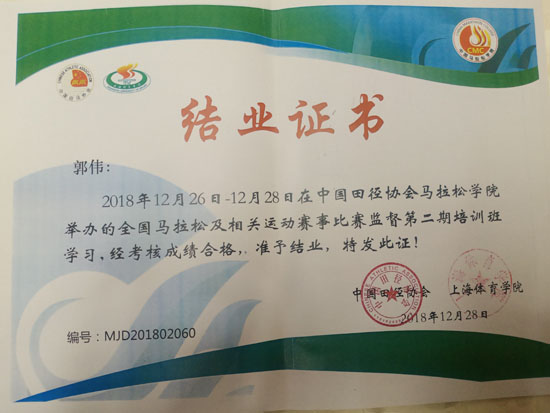 CMC
结业证书
郭伟：
2018年12月26日-12月28日在中国田径协会马拉松学院
举办的全国马拉松及相关运动赛事比赛监督第二期培训班
学习、经考核成绩合格，准予结业，特发此证！
中国田径协会 上海体育学院
2018年12月28日
编号：MJD201802060